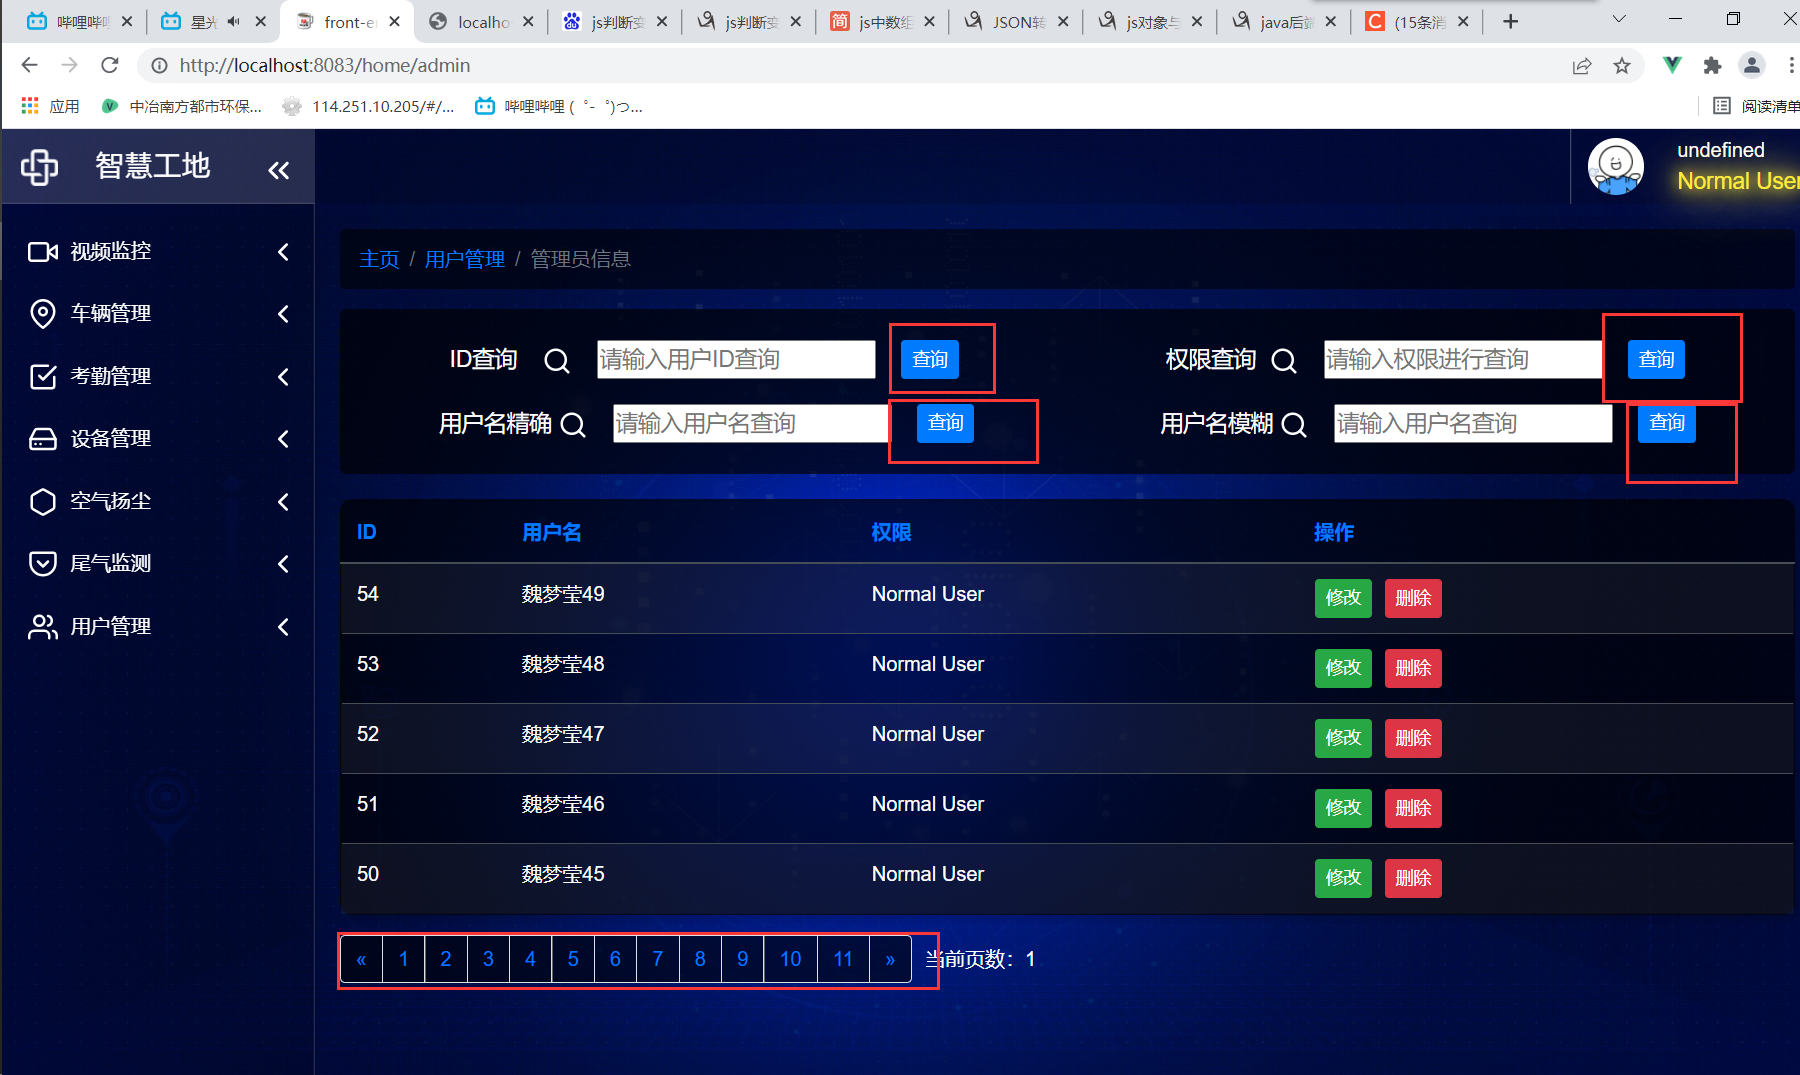 哔哩哔哩
星光
front-en
localho
js判断变
js判断变
js中数组
JSON转
js对象与
java后端
(15条消
http://localhost:8083/home/admin
应用
中冶南方都市环保...
114.251.10.205/#/...
哔哩哔哩 ( ゜- ゜)つ...
阅读清单
智慧工地
undefined
Normal User
视频监控
车辆管理
考勤管理
设备管理
空气扬尘
尾气监测
用户管理
主页 / 用户管理 / 管理员信息
ID查询 请输入用户ID查询 查询 权限查询 请输入权限进行查询 查询
用户名精确 请输入用户名查询 查询 用户名模糊 请输入用户名查询 查询
ID 用户名 权限 操作
54 魏梦莹49 Normal User 修改 删除
53 魏梦莹48 Normal User 修改 删除
52 魏梦莹47 Normal User 修改 删除
51 魏梦莹46 Normal User 修改 删除
50 魏梦莹45 Normal User 修改 删除
« 1 2 3 4 5 6 7 8 9 10 11 » 当前页数：1